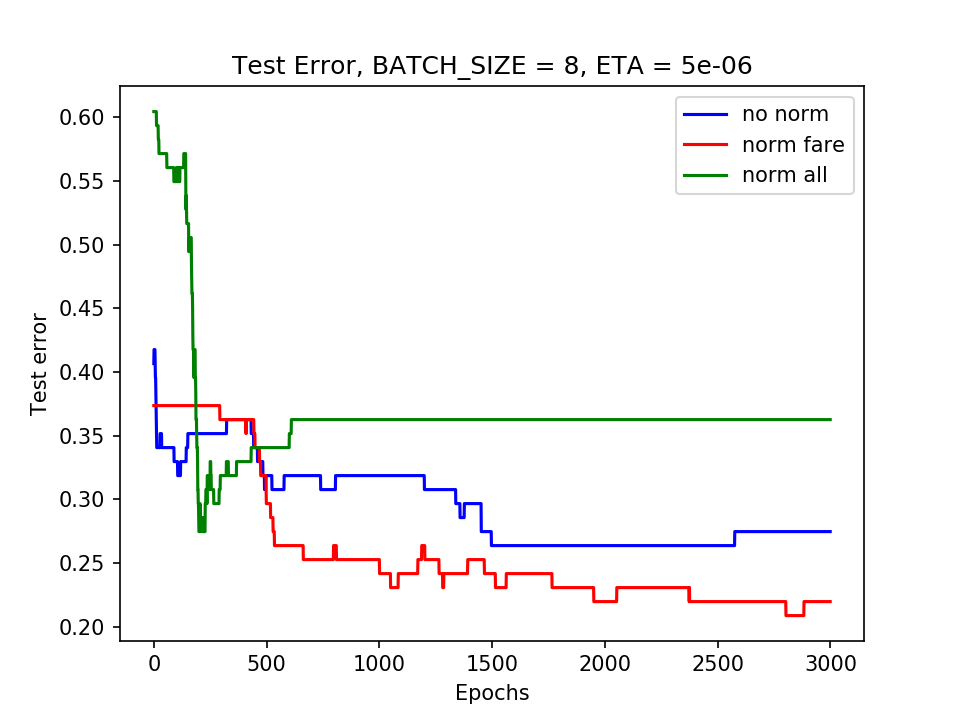 Test Error, BATCH_SIZE = 8, ETA = 5e-06
no norm
norm fare
norm all
0.60
0.55
0.50
0.45
0.40
0.35
0.30
0.25
0.20
Test error
0 500 1000 1500 2000 2500 3000
Epochs